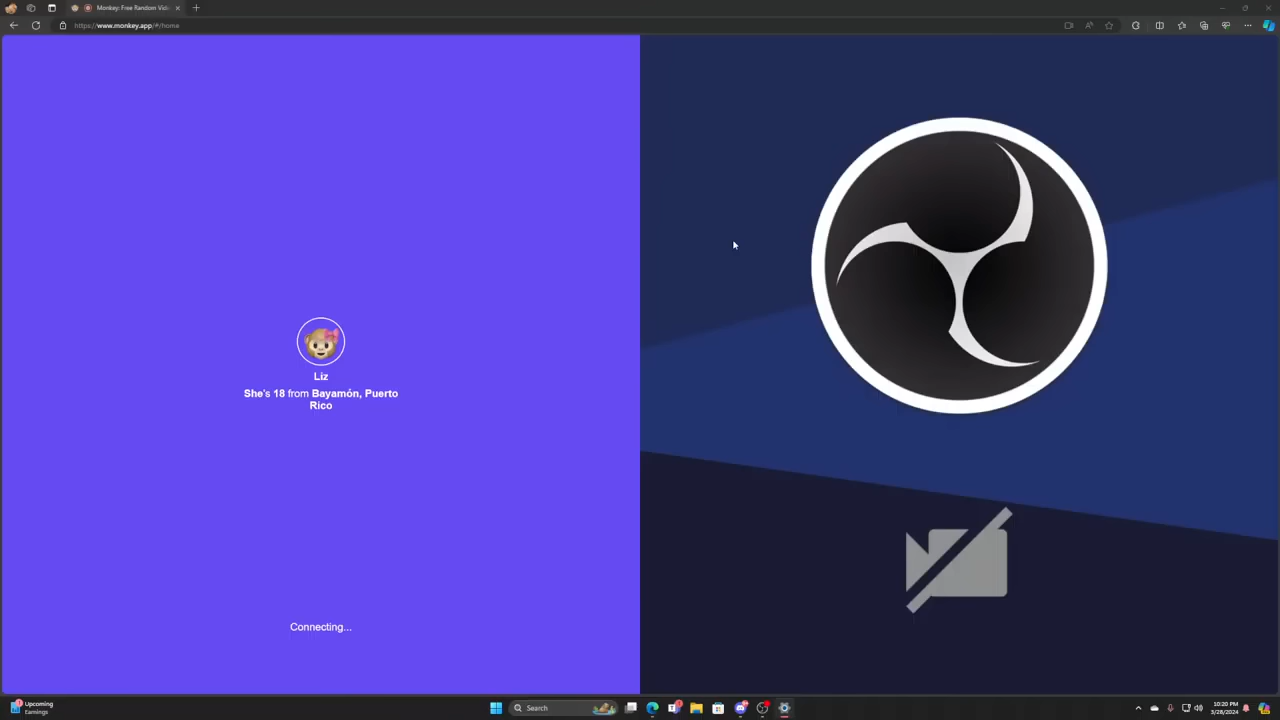 Monkey: Free Random Vid
https://www.monkey.app/#/home
Liz
She's 18 from Bayamón, Puerto
Rico
Connecting...
Upcoming
Earnings
Search
10:20 PM
3/28/2024